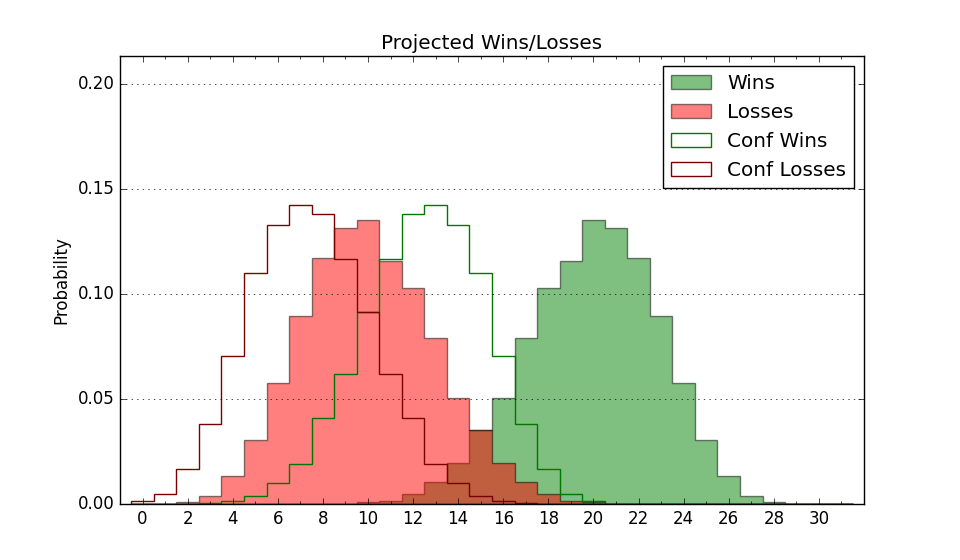 Projected Wins/Losses
0.20
0.15
0.10
0.05
0.00
Probability
Wins
Losses
Conf Wins
Conf Losses
0 2 4 6 8 10 12 14 16 18 20 22 24 26 28 30